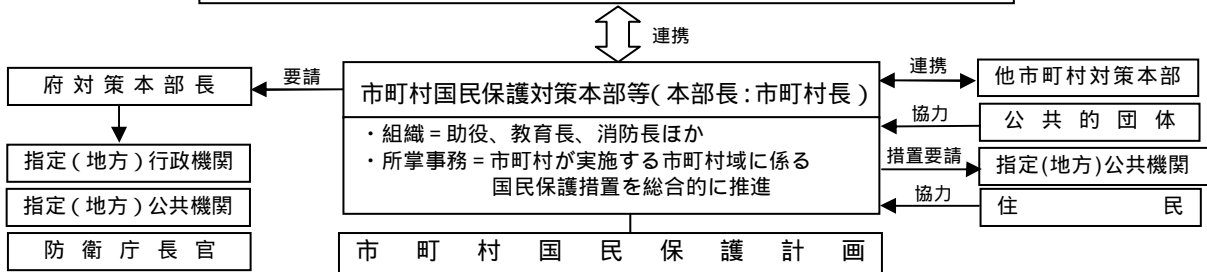 連携
府対策本部長
要請
市町村国民保護対策本部等(本部長:市町村長)
連携
他市町村対策本部
・組織=助役、教育長、消防長ほか
協力
公共的団体
指定(地方)行政機関
・所掌事務=市町村が実施する市町村域に係る
国民保護措置を総合的に推進
措置要請
指定(地方)公共機関
指定(地方)公共機関
協力
住民
防衛庁長官
市町村国民保護計画